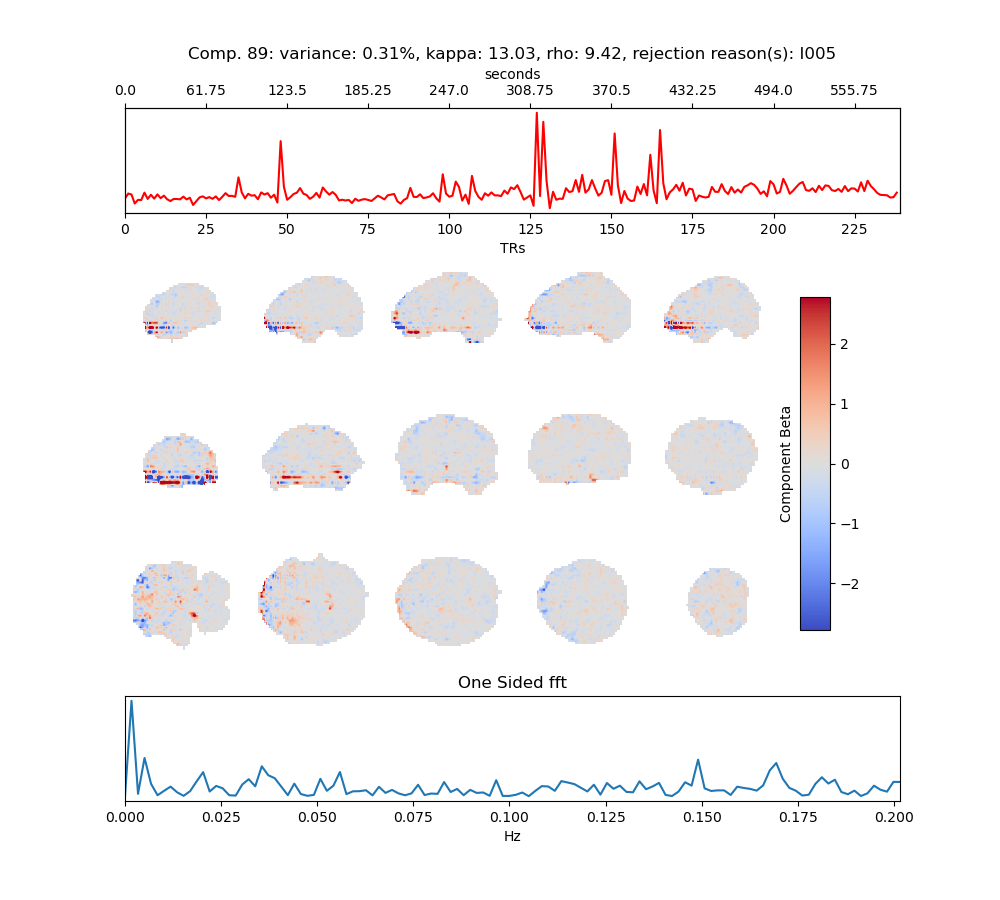 Comp. 89: variance: 0.31%, kappa: 13.03, rho: 9.42, rejection reason(s): I005
seconds
0.0 61.75 123.5 185.25 247.0 308.75 370.5 432.25 494.0 555.75
0 25 50 75 100 125 150 175 200 225
TRs
2
1
0
−1
−2
Component Beta
One Sided fft
0.000 0.025 0.050 0.075 0.100 0.125 0.150 0.175 0.200
Hz